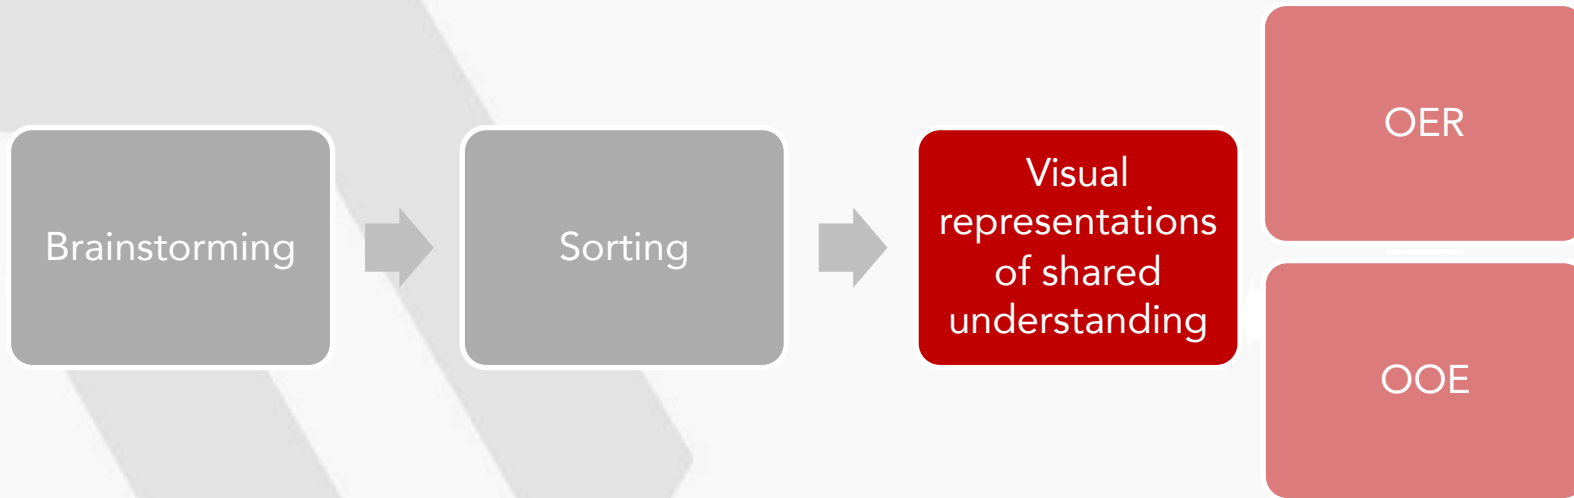 Brainstorming
Sorting
Visual
representations
of shared
understanding
OER
OOE